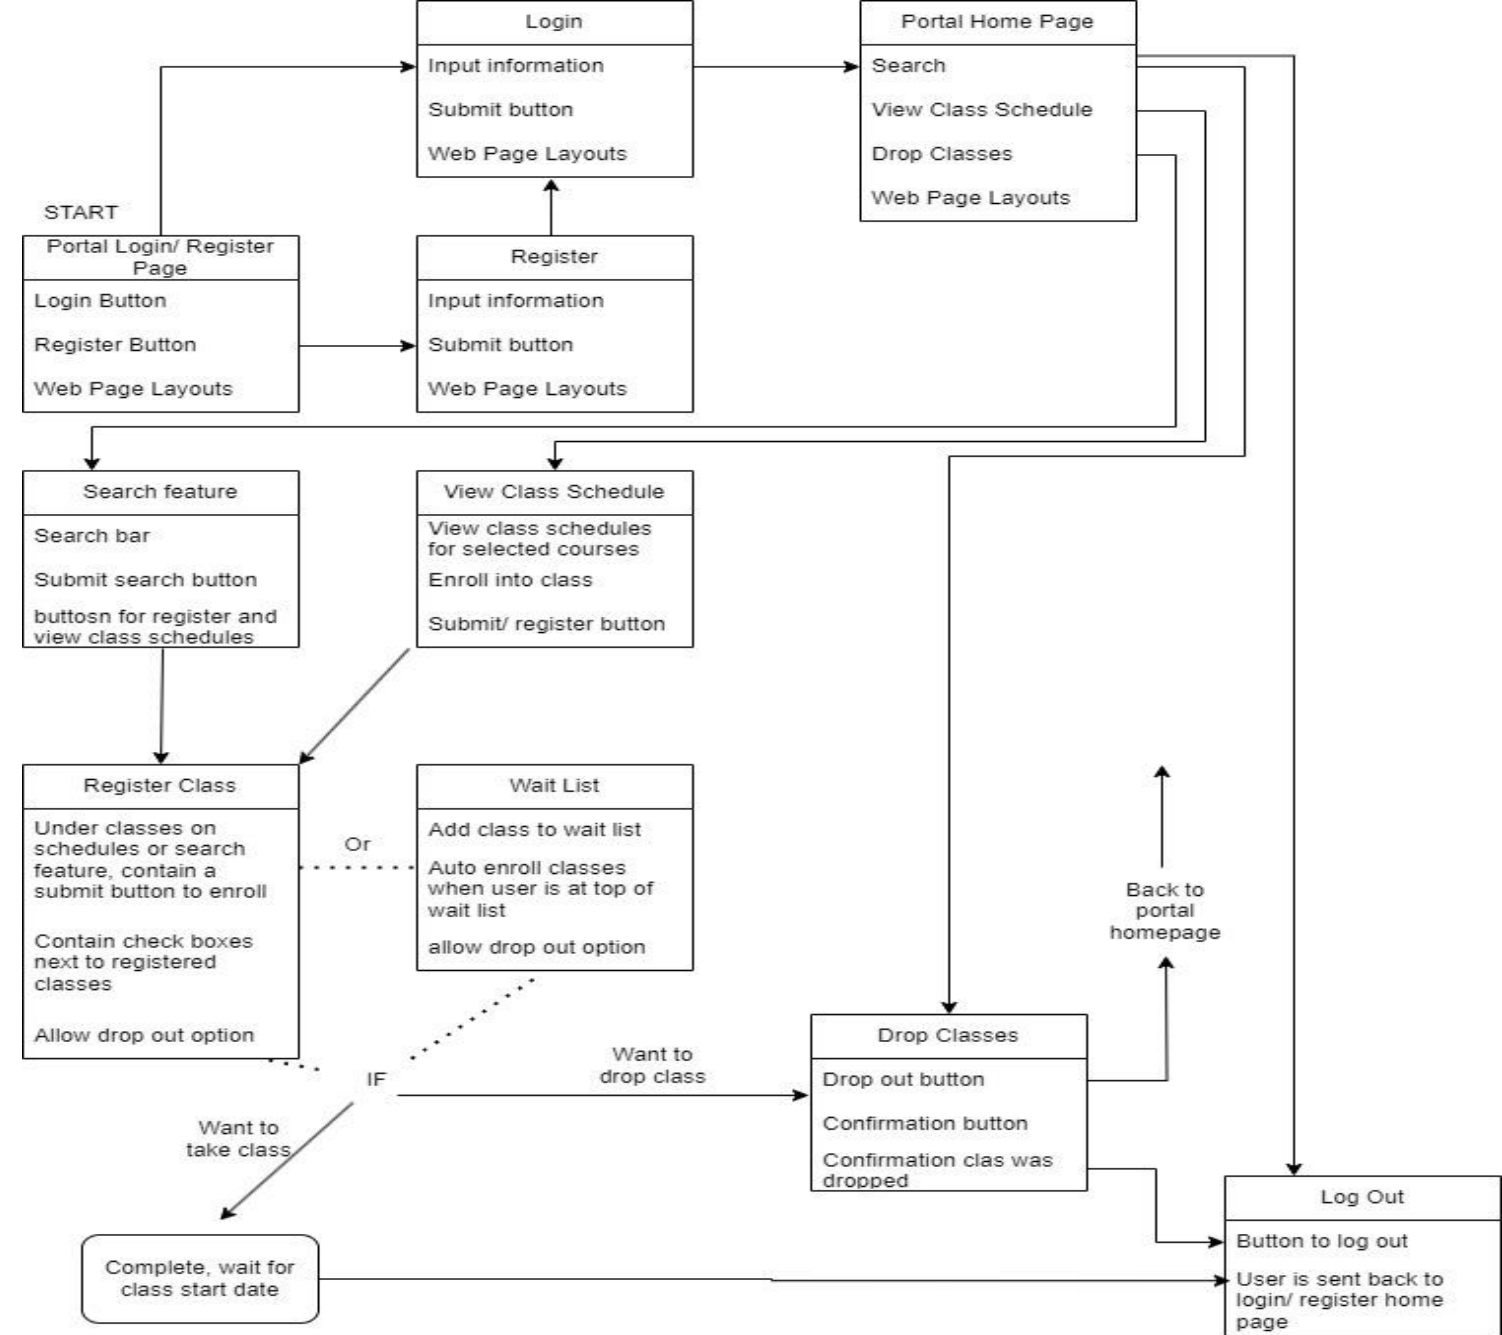 Login
Input information
Submit button
Web Page Layouts
Portal Home Page
Search
View Class Schedule
Drop Classes
Web Page Layouts
START
Portal Login/ Register
Page
Login Button
Register Button
Web Page Layouts
Register
Input information
Submit button
Web Page Layouts
Search feature
Search bar
Submit search button
buttosn for register and
view class schedules
View Class Schedule
View class schedules
for selected courses
Enroll into class
Submit/ register button
Register Class
Under classes on
schedules or search
feature, contain a
submit button to enroll
Contain check boxes
next to registered
classes
Allow drop out option
Or
Wait List
Add class to wait list
Auto enroll classes
when user is at top of
wait list
allow drop out option
Back to
portal
homepage
IF
Want to
drop class
Want to
take class
Drop Classes
Drop out button
Confirmation button
Confirmation clas was
dropped
Complete, wait for
class start date
Log Out
Button to log out
User is sent back to
login/ register home
page